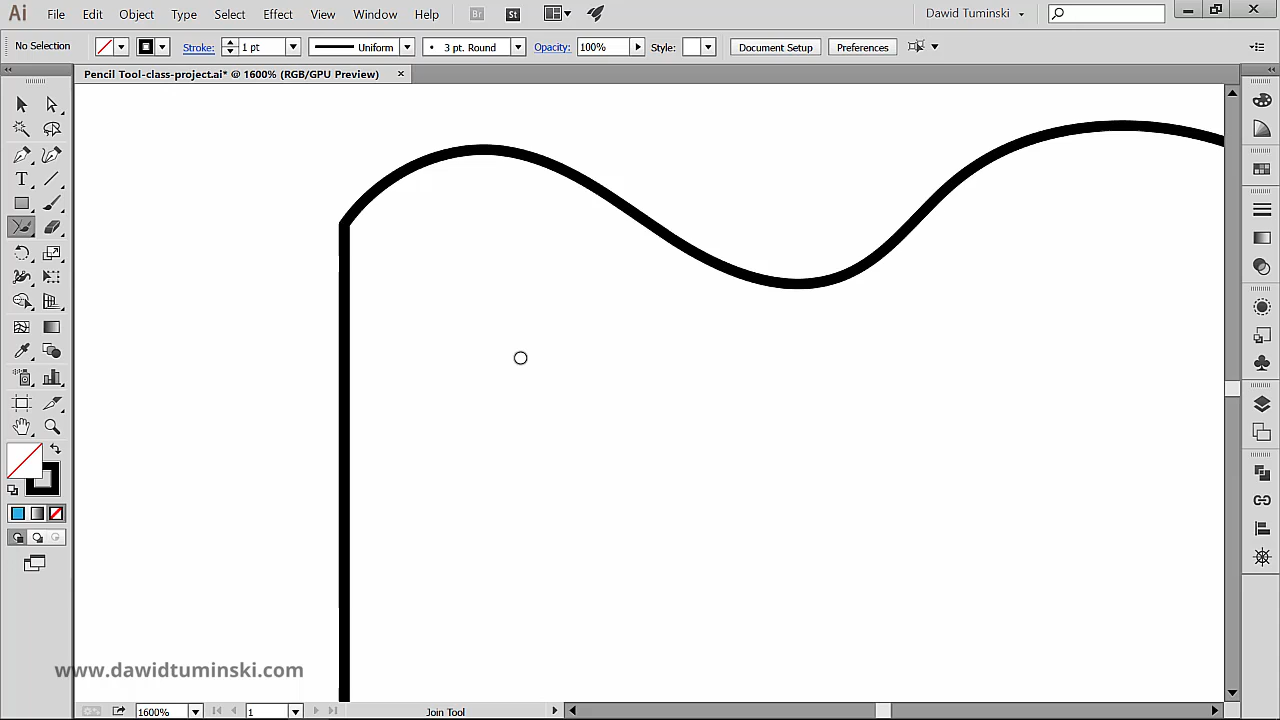 Ai File Edit Object Type Select Effect View Window Help Br St Dawid Tuminski
No Selection Stroke: 1 pt Uniform 3 pt. Round Opacity: 100% Style: Document Setup Preferences
Pencil Tool-class-project.ai* @ 1600% (RGB/GPU Preview)
T
www.dawidtuminski.com
1600% 1 Join Tool